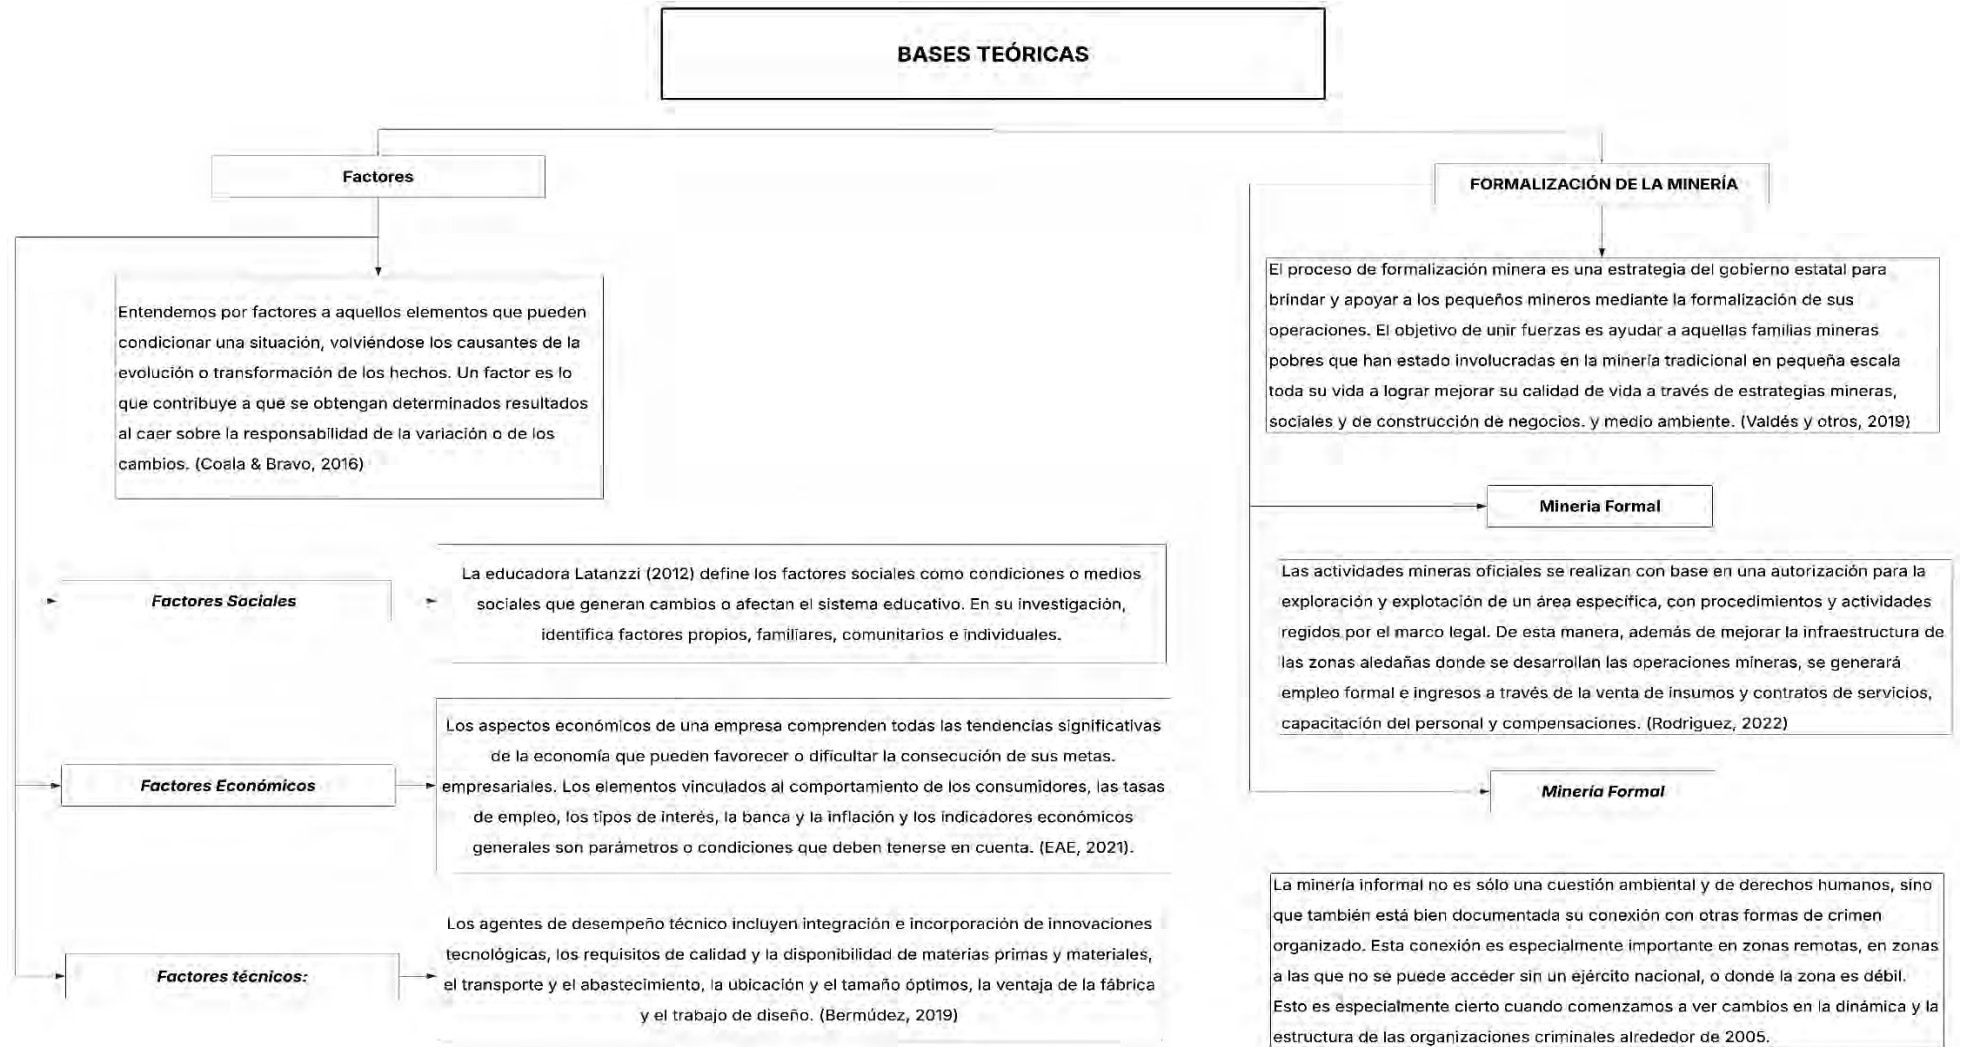 BASES TEÓRICAS
Factores
Entendemos por factores a aquellos elementos que pueden
condicionar una situación, volviéndose los causantes de la
evolución o transformación de los hechos. Un factor es lo
que contribuye a que se obtengan determinados resultados
al caer sobre la responsabilidad de la variación o de los
cambios. (Coala & Bravo, 2016)
Factores Sociales
La educadora Latanzzi (2012) define los factores sociales como condiciones o medios
sociales que generan cambios o afectan el sistema educativo. En su investigación,
identifica factores propios, familiares, comunitarios e individuales.
Factores Económicos
Los aspectos económicos de una empresa comprenden todas las tendencias significativas
de la economía que pueden favorecer o dificultar la consecución de sus metas.
empresariales. Los elementos vinculados al comportamiento de los consumidores, las tasas
de empleo, los tipos de interés, la banca y la inflación y los indicadores económicos
generales son parámetros o condiciones que deben tenerse en cuenta. (EAE, 2021).
Factores técnicos:
Los agentes de desempeño técnico incluyen integración e incorporación de innovaciones
tecnológicas, los requisitos de calidad y la disponibilidad de materias primas y materiales,
el transporte y el abastecimiento, la ubicación y el tamaño óptimos, la ventaja de la fábrica
y el trabajo de diseño. (Bermúdez, 2019)
FORMALIZACIÓN DE LA MINERÍA
El proceso de formalización minera es una estrategia del gobierno estatal para
brindar y apoyar a los pequeños mineros mediante la formalización de sus
operaciones. El objetivo de unir fuerzas es ayudar a aquellas familias mineras
pobres que han estado involucradas en la minería tradicional en pequeña escala
toda su vida a lograr mejorar su calidad de vida a través de estrategias mineras,
sociales y de construcción de negocios. y medio ambiente. (Valdés y otros, 2019)
Mineria Formal
Las actividades mineras oficiales se realizan con base en una autorización para la
exploración y explotación de un área específica, con procedimientos y actividades
regidos por el marco legal. De esta manera, además de mejorar la infraestructura de
las zonas aledañas donde se desarrollan las operaciones mineras, se generará
empleo formal e ingresos a través de la venta de insumos y contratos de servicios,
capacitación del personal y compensaciones. (Rodriguez, 2022)
Minería Formal
La minería informal no es sólo una cuestión ambiental y de derechos humanos, sino
que también está bien documentada su conexión con otras formas de crimen
organizado. Esta conexión es especialmente importante en zonas remotas, en zonas
a las que no se puede acceder sin un ejército nacional, o donde la zona es débil.
Esto es especialmente cierto cuando comenzamos a ver cambios en la dinámica y la
estructura de las organizaciones criminales alrededor de 2005.